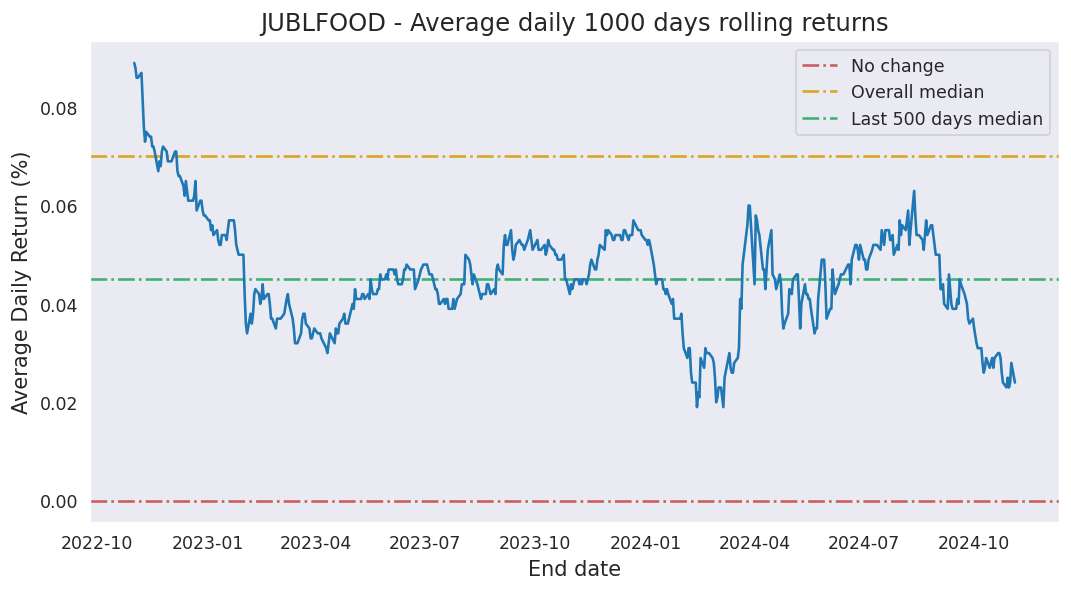 JUBLFOOD - Average daily 1000 days rolling returns
No change
Overall median
Last 500 days median
Average Daily Return (%)
0.08
0.06
0.04
0.02
0.00
2022-10 2023-01 2023-04 2023-07 2023-10 2024-01 2024-04 2024-07 2024-10
End date